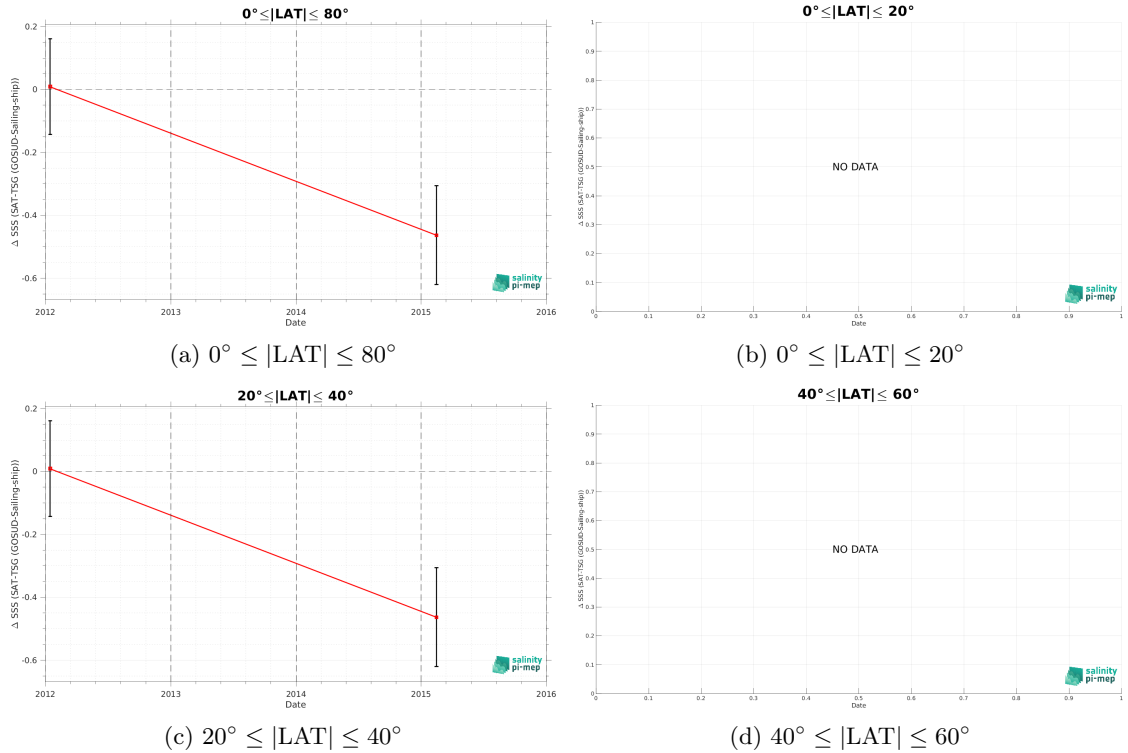 0°≤|LAT|≤ 80°
0.2
0
-0.2
-0.4
-0.6
Δ SSS (SAT-TSG (GOSUD-Sailing-ship))
2012
2013
2014
2015
2016
Date
salinity
pi-mep
(a) 0° ≤ |LAT| ≤ 80°
0°≤|LAT|≤ 20°
1
0.9
0.8
0.7
0.6
0.5
0.4
0.3
0.2
0.1
0
Δ SSS (SAT-TSG (GOSUD-Sailing-ship))
NO DATA
0
0.1
0.2
0.3
0.4
0.5
0.6
0.7
0.8
0.9
1
Date
salinity
pi-mep
(b) 0° ≤ |LAT| ≤ 20°
20°≤|LAT|≤ 40°
0.2
0
-0.2
-0.4
-0.6
Δ SSS (SAT-TSG (GOSUD-Sailing-ship))
2012
2013
2014
2015
2016
Date
salinity
pi-mep
(c) 20° ≤ |LAT| ≤ 40°
40°≤|LAT|≤ 60°
1
0.9
0.8
0.7
0.6
0.5
0.4
0.3
0.2
0.1
0
Δ SSS (SAT-TSG (GOSUD-Sailing-ship))
NO DATA
0
0.1
0.2
0.3
0.4
0.5
0.6
0.7
0.8
0.9
1
Date
salinity
pi-mep
(d) 40° ≤ |LAT| ≤ 60°